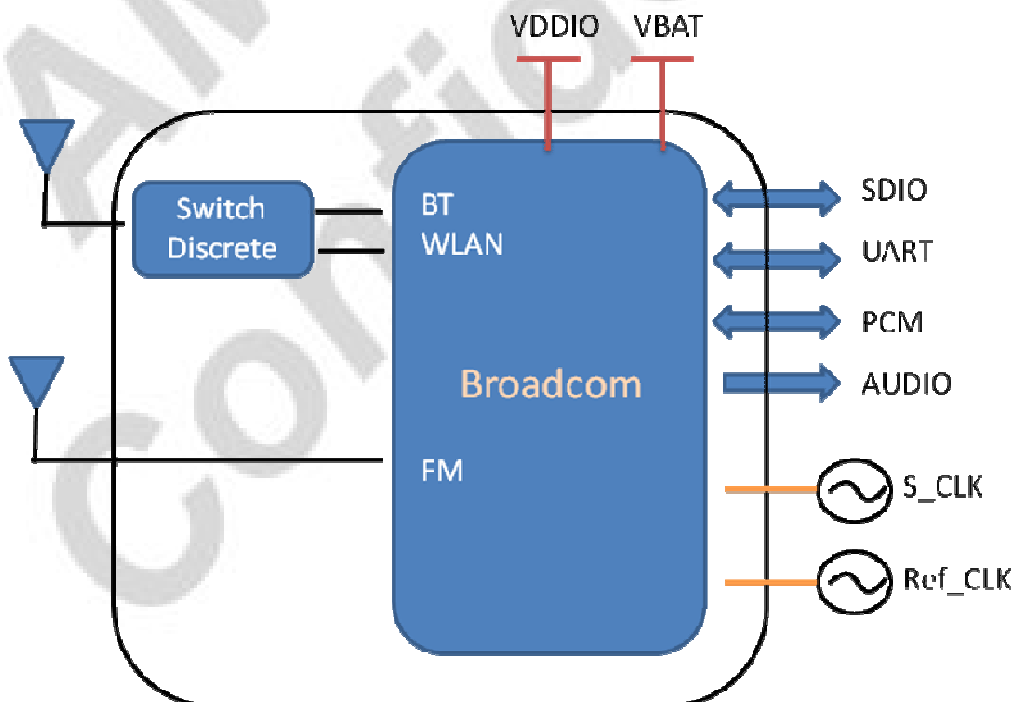 VDDIO VBAT
Switch
Discrete
BT
WLAN
Broadcom
FM
SDIO
UART
PCM
AUDIO
S_CLK
Ref_CLK